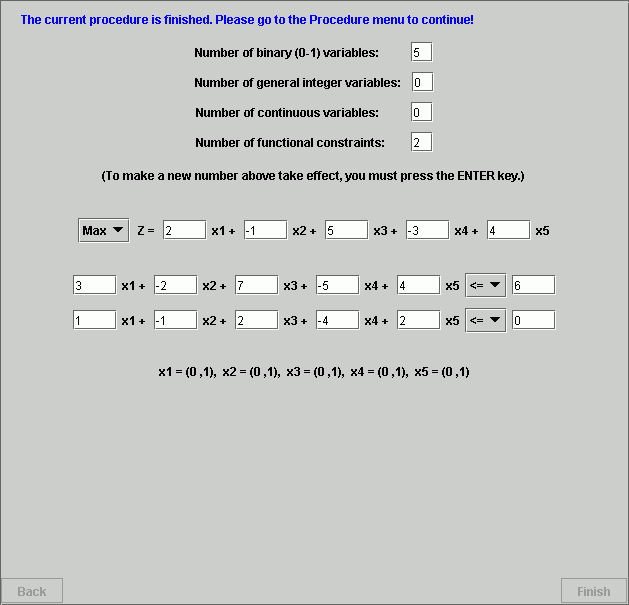 The current procedure is finished. Please go to the Procedure menu to continue!
Number of binary (0-1) variables: 5
Number of general integer variables: 0
Number of continuous variables: 0
Number of functional constraints: 2
(To make a new number above take effect, you must press the ENTER key.)
Max Z = 2 x1 + -1 x2 + 5 x3 + -3 x4 + 4 x5
3 x1 + -2 x2 + 7 x3 + -5 x4 + 4 x5 <= 6
1 x1 + -1 x2 + 2 x3 + -4 x4 + 2 x5 <= 0
x1 = (0 ,1), x2 = (0 ,1), x3 = (0 ,1), x4 = (0 ,1), x5 = (0 ,1)
Back Finish